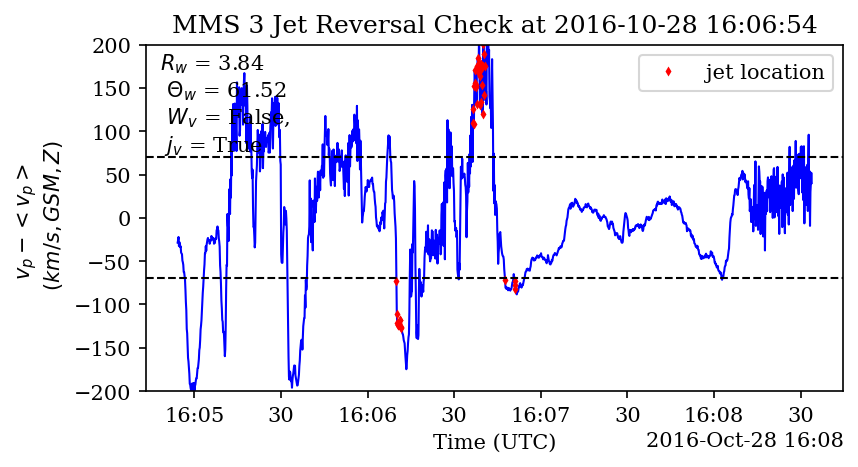 MMS 3 Jet Reversal Check at 2016-10-28 16:06:54
R_w = 3.84
Θ_w = 61.52
W_v = False,
j_v = True
jet location
200
150
100
50
0
−50
−100
−150
−200
v_p − < v_p >
(km/s, GSM, Z)
16:05 30 16:06 30 16:07 30 16:08 30
Time (UTC)
2016-Oct-28 16:08